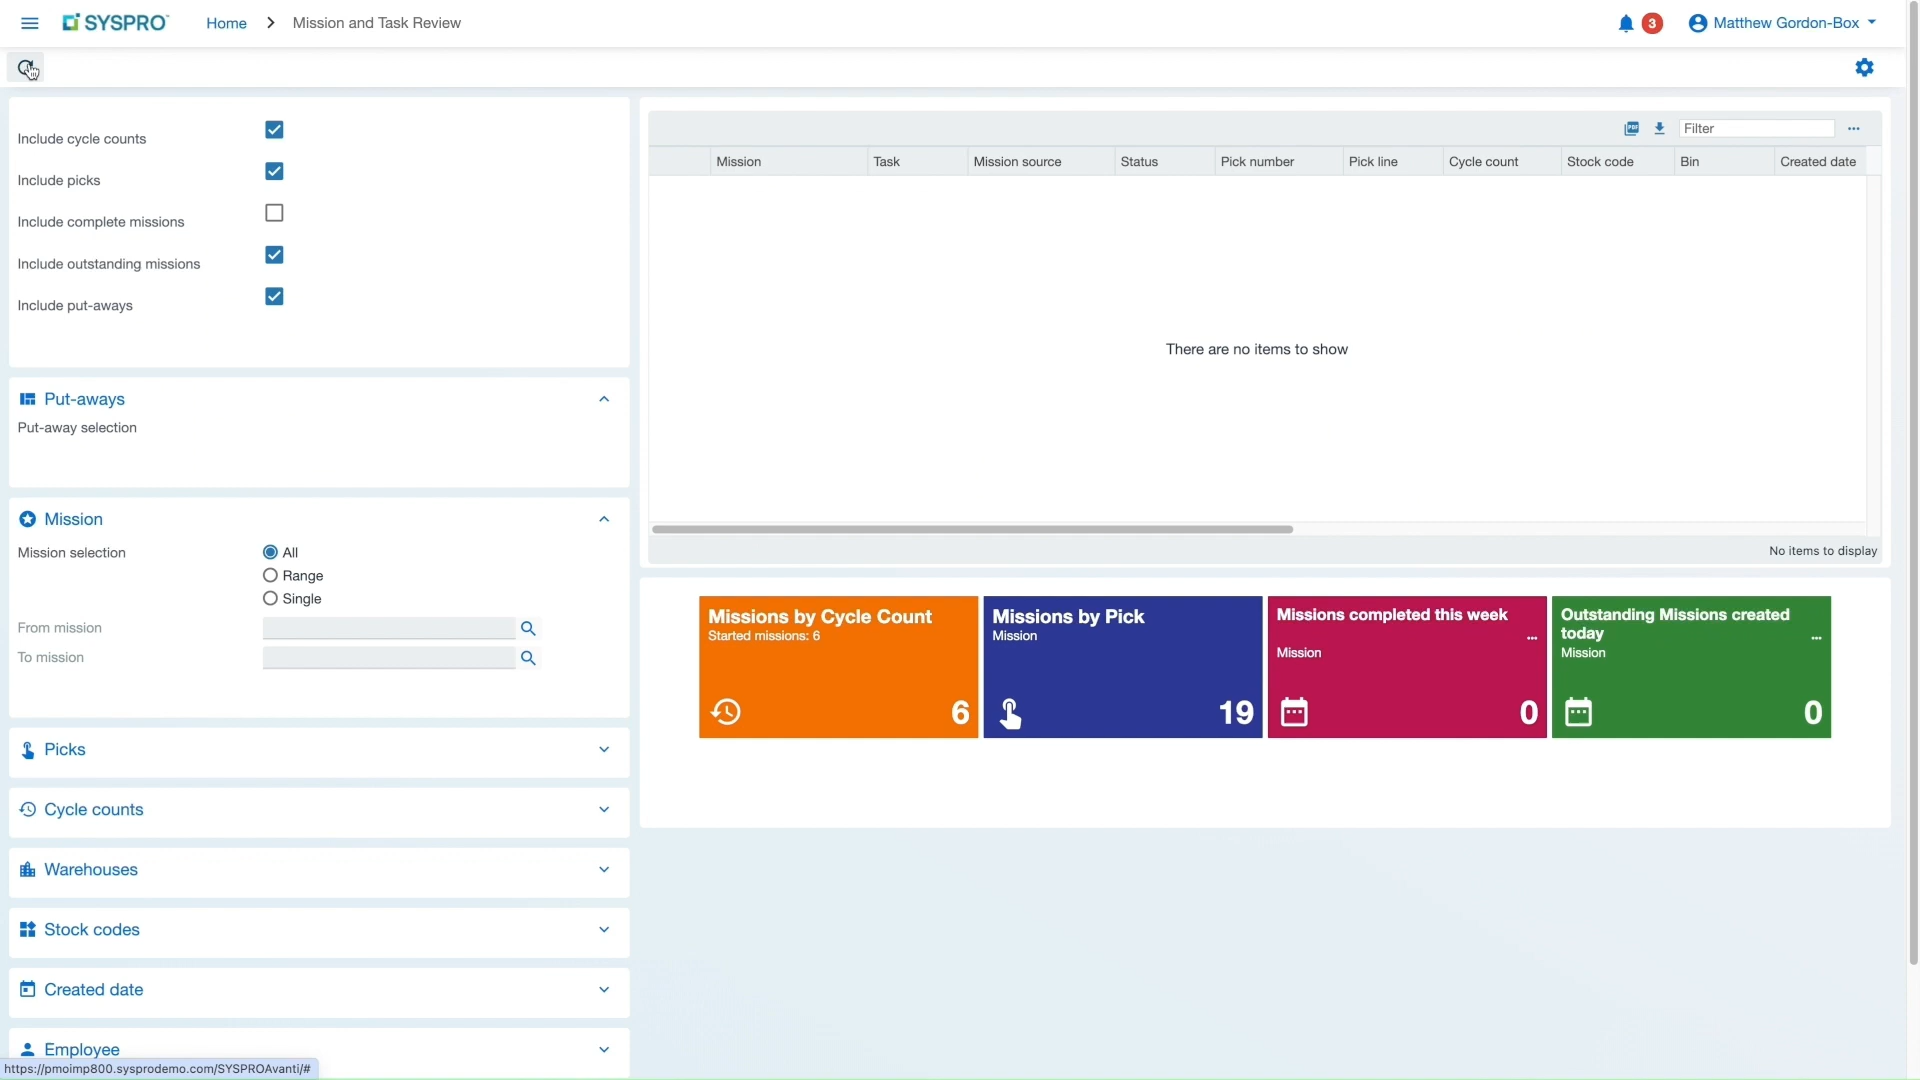 SYSPRO
Home > Mission and Task Review
3
Matthew Gordon-Box
Include cycle counts
Include picks
Include complete missions
Include outstanding missions
Include put-aways
Put-aways
Put-away selection
Mission
Mission selection
All
Range
Single
From mission
To mission
Picks
Cycle counts
Warehouses
Stock codes
Created date
Employee
https://pmoimp800.sysprodemo.com/SYSPROAvanti/#
PDF
Filter
...
Mission Task Mission source Status Pick number Pick line Cycle count Stock code Bin Created date
There are no items to show
No items to display
Missions by Cycle Count
Started missions: 6
6
Missions by Pick
Mission
19
Missions completed this week
...
Mission
0
Outstanding Missions created
today
...
Mission
0